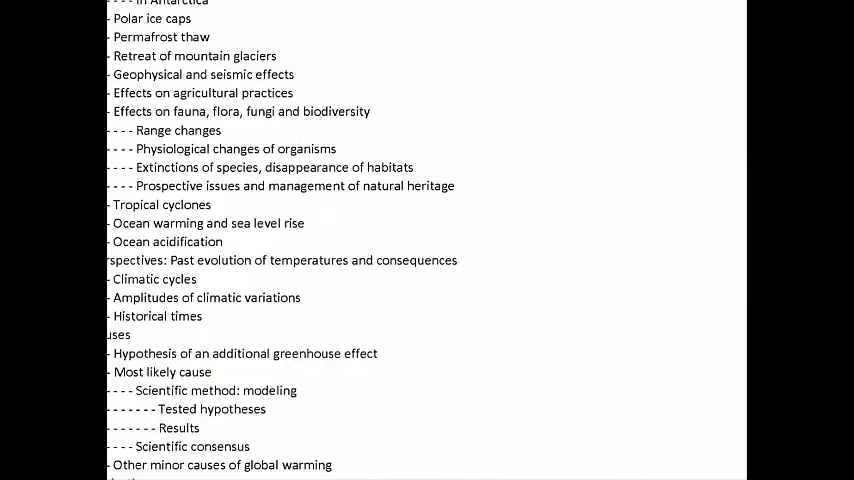 - - - - In Antarctica
- Polar ice caps
- Permafrost thaw
- Retreat of mountain glaciers
- Geophysical and seismic effects
- Effects on agricultural practices
- Effects on fauna, flora, fungi and biodiversity
- - - - Range changes
- - - - Physiological changes of organisms
- - - - Extinctions of species, disappearance of habitats
- - - - Prospective issues and management of natural heritage
- Tropical cyclones
- Ocean warming and sea level rise
- Ocean acidification
rspectives: Past evolution of temperatures and consequences
- Climatic cycles
- Amplitudes of climatic variations
- Historical times
uses
- Hypothesis of an additional greenhouse effect
- Most likely cause
- - - - Scientific method: modeling
- - - - - - - Tested hypotheses
- - - - - - - Results
- - - - Scientific consensus
- Other minor causes of global warming